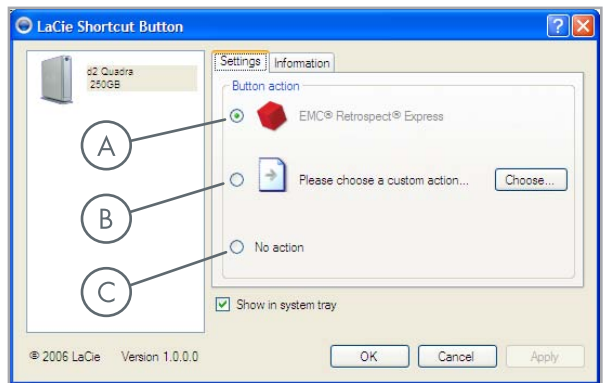 LaCie Shortcut Button
d2 Quadra
250GB
Settings Information
Button action
A
EMC® Retrospect® Express
B
Please choose a custom action... Choose...
C
No action
Show in system tray
© 2006 LaCie Version 1.0.0.0
OK Cancel Apply